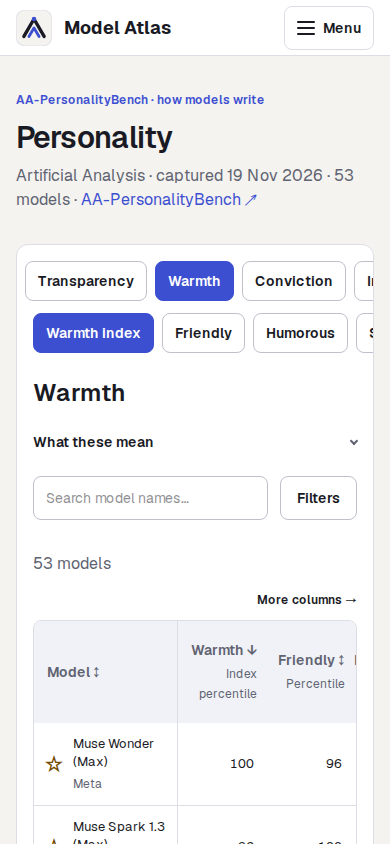 Model Atlas
Menu
AA-PersonalityBench · how models write
Personality
Artificial Analysis · captured 19 Nov 2026 · 53
models · AA-PersonalityBench ↗
Transparency Warmth Conviction
Warmth Index Friendly Humorous
Warmth
What these mean
Search model names…
Filters
53 models
More columns →
Model ↕
Warmth ↓
Index
percentile
Friendly ↕
Percentile
Muse Wonder
(Max)
Meta
100
96
Muse Spark 1.3